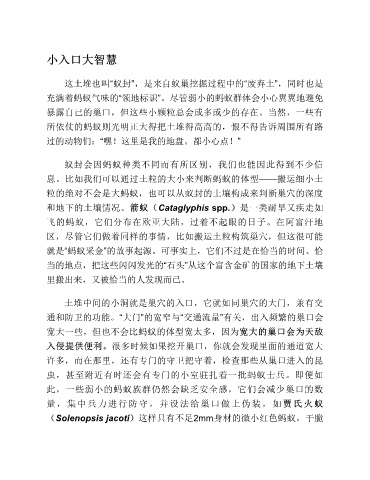 小入口大智慧
这土堆也叫“蚁封”，是来自蚁巢挖掘过程中的“废弃土”，同时也是
充满着蚂蚁气味的“领地标识”，尽管弱小的蚂蚁群体会小心翼翼地避免
暴露自己的巢口，但这些小颗粒总会或多或少的存在。当然，一些有
所依仗的蚂蚁则光明正大得把土堆得高高的，恨不得告诉周围所有路
过的动物们：“嘿！这里是我的地盘，都小心点！”
蚁封会因蚂蚁种类不同而有所区别，我们也能因此得到不少信
息。比如我们可以通过土粒的大小来判断蚂蚁的体型——搬运细小土
粒的绝对不会是大蚂蚁，也可以从蚁封的土壤构成来判断巢穴的深度
和地下的土壤情况。箭蚁（Cataglyphis spp.）是一类耐旱又疾走如
飞的蚂蚁，它们分布在欧亚大陆，过着不起眼的日子。在阿富汗地
区，尽管它们做着同样的事情，比如搬运土粒构筑巢穴，但这很可能
就是“蚂蚁采金”的故事起源。可事实上，它们不过是在恰当的时间、恰
当的地点，把这些闪闪发光的“石头”从这个富含金矿的国家的地下土壤
里搬出来，又被恰当的人发现而已。
土堆中间的小洞就是巢穴的入口，它就如同巢穴的大门，兼有交
通和防卫的功能。“大门”的宽窄与“交通流量”有关，出入频繁的巢口会
宽大一些，但也不会比蚂蚁的体型宽太多，因为宽大的巢口会为天敌
入侵提供便利。很多时候如果挖开巢口，你就会发现里面的通道宽大
许多，而在那里，还有专门的守卫把守着，检查那些从巢口进入的昆
虫，甚至附近有时还会有专门的小室驻扎着一批蚂蚁士兵。即便如
此，一些弱小的蚂蚁族群仍然会缺乏安全感，它们会减少巢口的数
量，集中兵力进行防守，并设法给巢口做上伪装，如贾氏火蚁
（Solenopsis jacoti）这样只有不足2mm身材的微小红色蚂蚁，干脆